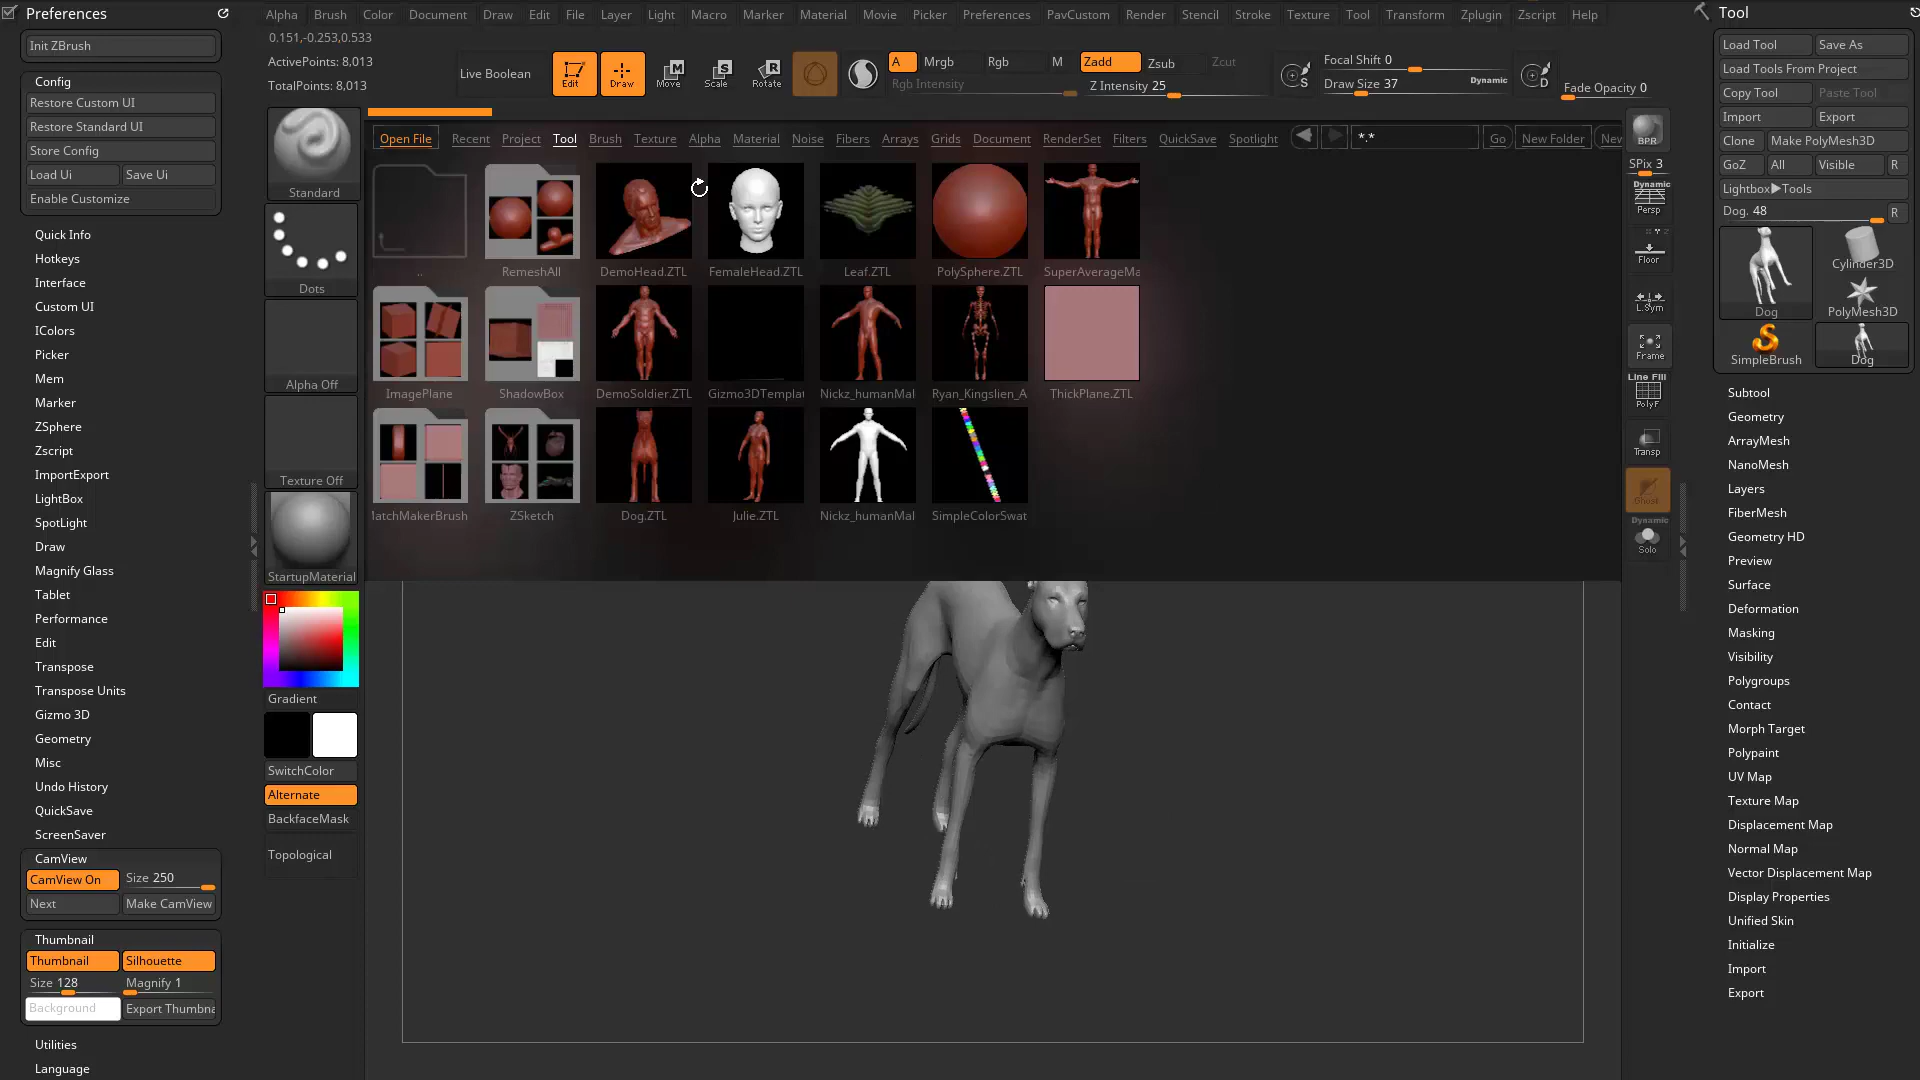 Preferences
Init ZBrush
Config
Restore Custom UI
Restore Standard UI
Store Config
Load Ui Save Ui
Enable Customize
Quick Info
Hotkeys
Interface
Custom UI
IColors
Picker
Mem
Marker
ZSphere
Zscript
ImportExport
LightBox
SpotLight
Draw
Magnify Glass
Tablet
Performance
Edit
Transpose
Transpose Units
Gizmo 3D
Geometry
Misc
Undo History
QuickSave
ScreenSaver
CamView
CamView On Size 250
Next Make CamView
Thumbnail
Thumbnail Silhouette
Size 128 Magnify 1
Background Export Thumbna
Utilities
Language
Alpha Brush Color Document Draw Edit File Layer Light Macro Marker Material Movie Picker Preferences PavCustom Render Stencil Stroke Texture Tool Transform Zplugin Zscript Help
0.151,-0.253,0.533
ActivePoints: 8,013
TotalPoints: 8,013
Live Boolean
Edit
Draw
M
Move
S
Scale
R
Rotate
A Mrgb Rgb M
Rgb Intensity
Zadd Zsub Zcut
Z Intensity 25
S
Focal Shift 0
Draw Size 37
Dynamic
D
Fade Opacity 0
Standard
Dots
Alpha Off
Texture Off
StartupMaterial
Gradient
SwitchColor
Alternate
BackfaceMask
Topological
Open File Recent Project Tool Brush Texture Alpha Material Noise Fibers Arrays Grids Document RenderSet Filters QuickSave Spotlight *.* Go New Folder New
.. RemeshAll DemoHead.ZTL FemaleHead.ZTL Leaf.ZTL PolySphere.ZTL SuperAverageMa
ImagePlane ShadowBox DemoSoldier.ZTL Gizmo3DTemplat Nickz_humanMal Ryan_Kingslien_A ThickPlane.ZTL
MatchMakerBrush ZSketch Dog.ZTL Julie.ZTL Nickz_humanMal SimpleColorSwat
BPR
SPix 3
Dynamic
Persp
Floor
L.Sym
Frame
Line Fill
PolyF
Transp
Ghost
Dynamic
Solo
Tool
Load Tool Save As
Load Tools From Project
Copy Tool Paste Tool
Import Export
Clone Make PolyMesh3D
GoZ All Visible R
Lightbox▶Tools
Dog. 48 R
Dog
Cylinder3D
PolyMesh3D
SimpleBrush
Dog
Subtool
Geometry
ArrayMesh
NanoMesh
Layers
FiberMesh
Geometry HD
Preview
Surface
Deformation
Masking
Visibility
Polygroups
Contact
Morph Target
Polypaint
UV Map
Texture Map
Displacement Map
Normal Map
Vector Displacement Map
Display Properties
Unified Skin
Initialize
Import
Export